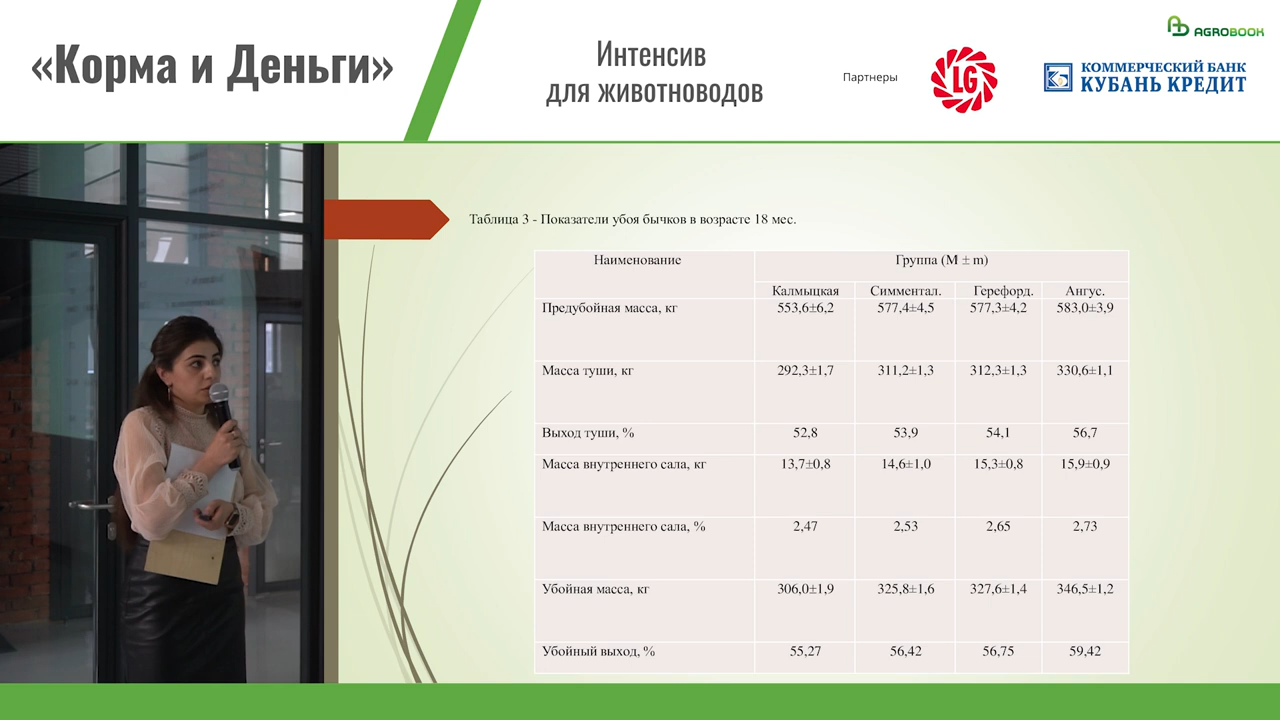 «Корма и Деньги»
Интенсив
для животноводов
Партнеры
LG
КОММЕРЧЕСКИЙ БАНК
КУБАНЬ КРЕДИТ
AGROBOOK
Таблица 3 - Показатели убоя бычков в возрасте 18 мес.
Наименование Группа (M ± m)
Калмыцкая Симментал. Герефорд. Ангус.
Предубойная масса, кг 553,6±6,2 577,4±4,5 577,3±4,2 583,0±3,9
Масса туши, кг 292,3±1,7 311,2±1,3 312,3±1,3 330,6±1,1
Выход туши, % 52,8 53,9 54,1 56,7
Масса внутреннего сала, кг 13,7±0,8 14,6±1,0 15,3±0,8 15,9±0,9
Масса внутреннего сала, % 2,47 2,53 2,65 2,73
Убойная масса, кг 306,0±1,9 325,8±1,6 327,6±1,4 346,5±1,2
Убойный выход, % 55,27 56,42 56,75 59,42